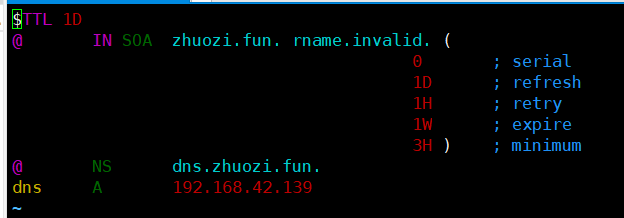 $TTL 1D
@ IN SOA zhuozi.fun. rname.invalid. (
0 ; serial
1D ; refresh
1H ; retry
1W ; expire
3H ) ; minimum
@ NS dns.zhuozi.fun.
dns A 192.168.42.139
~